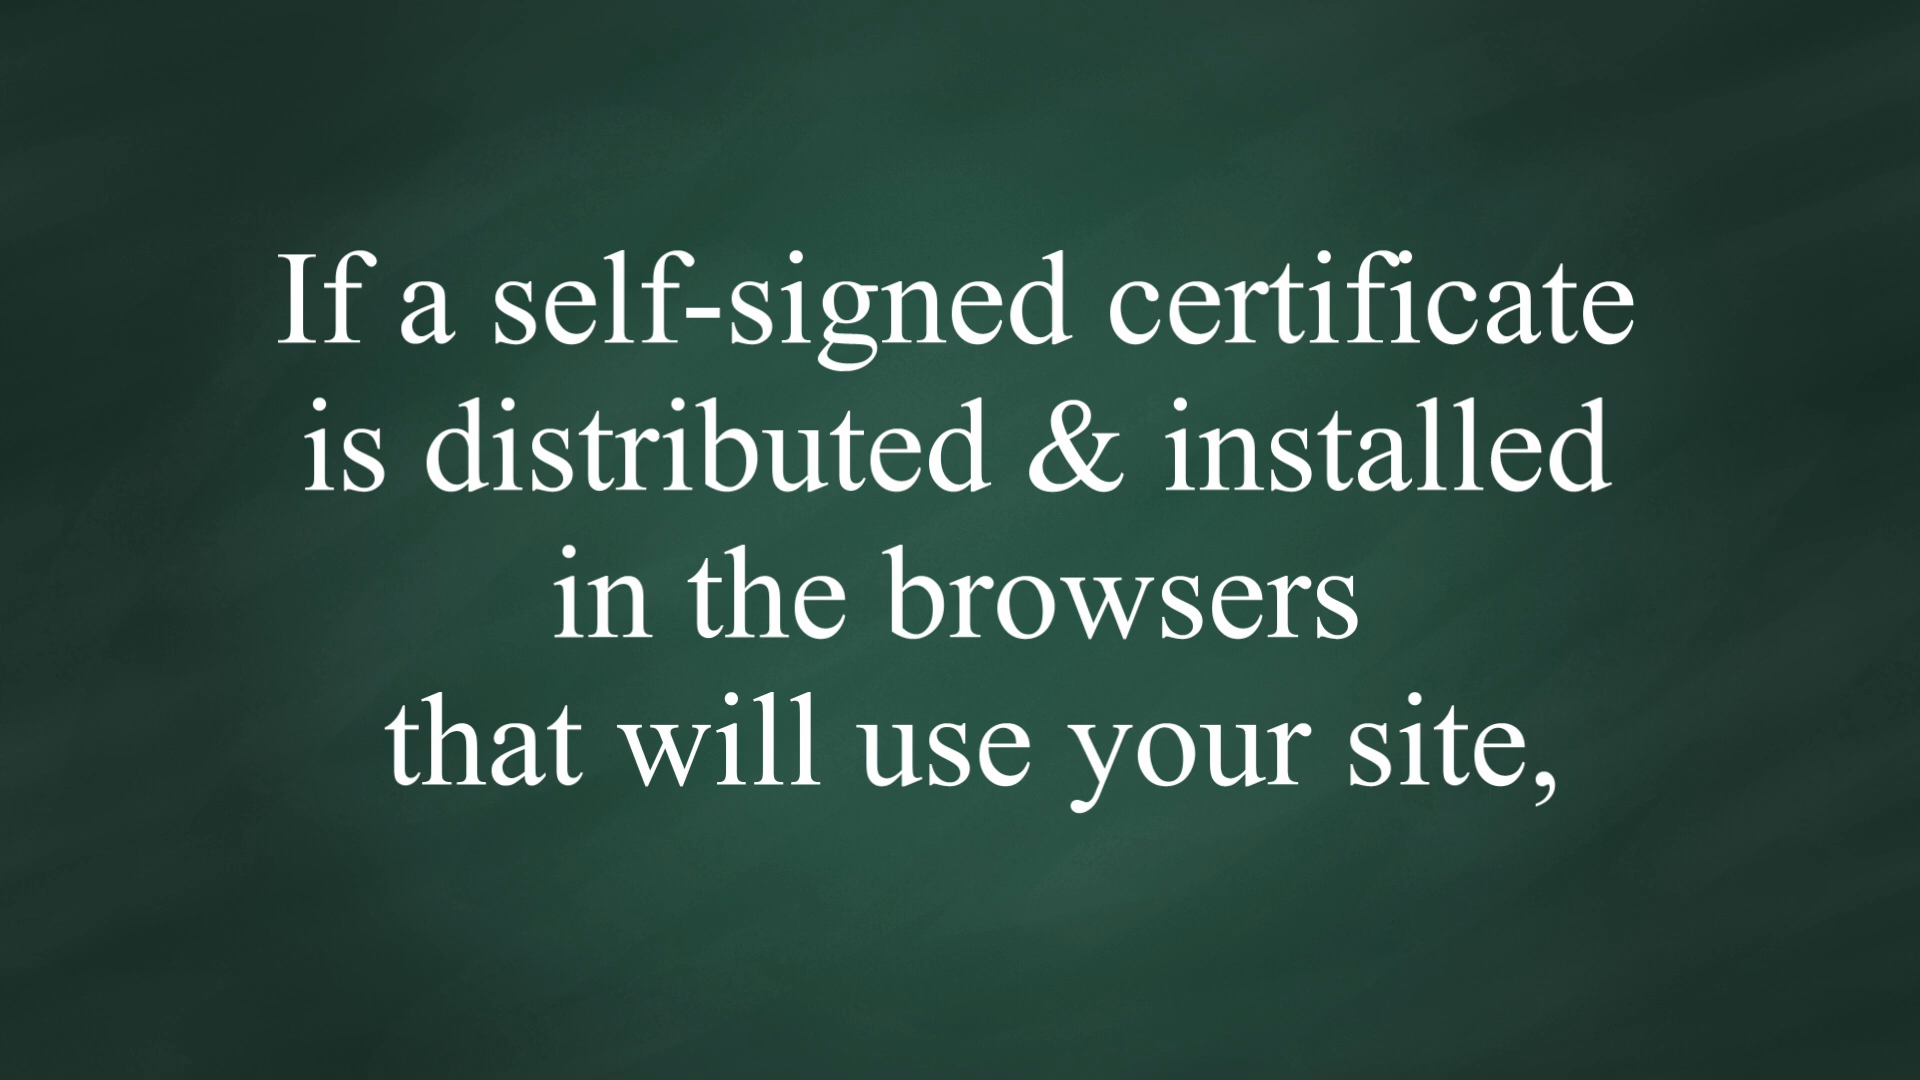 If a self-signed certificate
is distributed & installed
in the browsers
that will use your site,